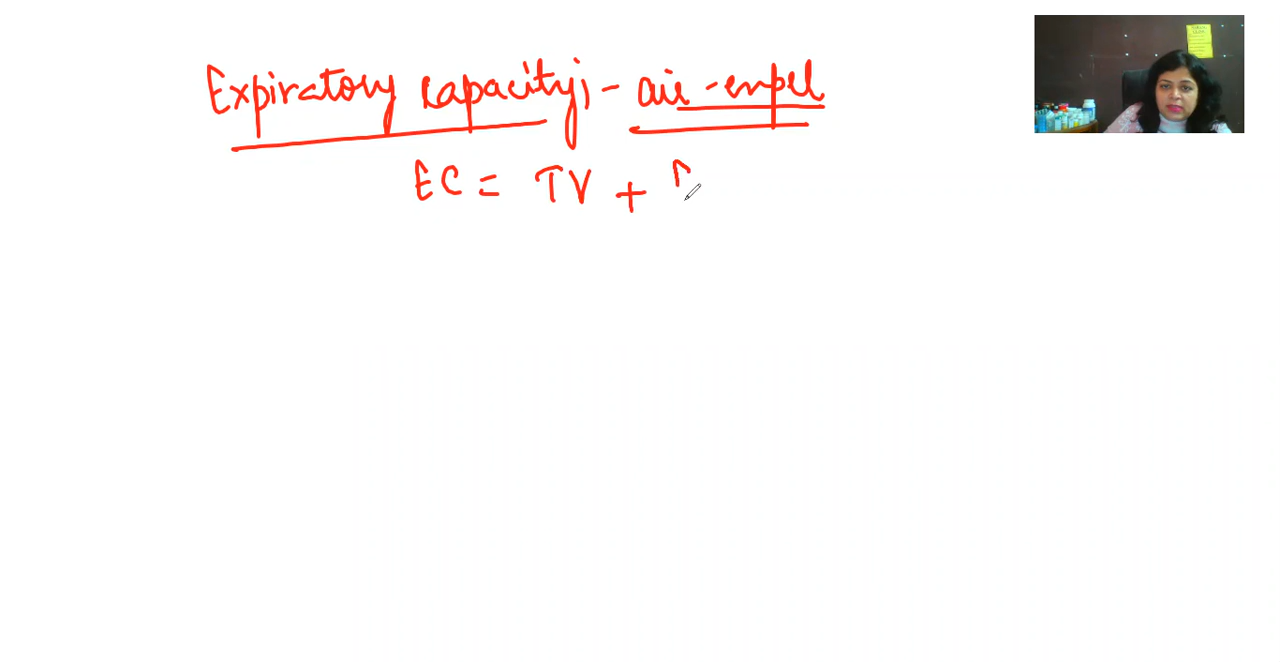 Expiratory capacity;- air-expel
EC = TV +